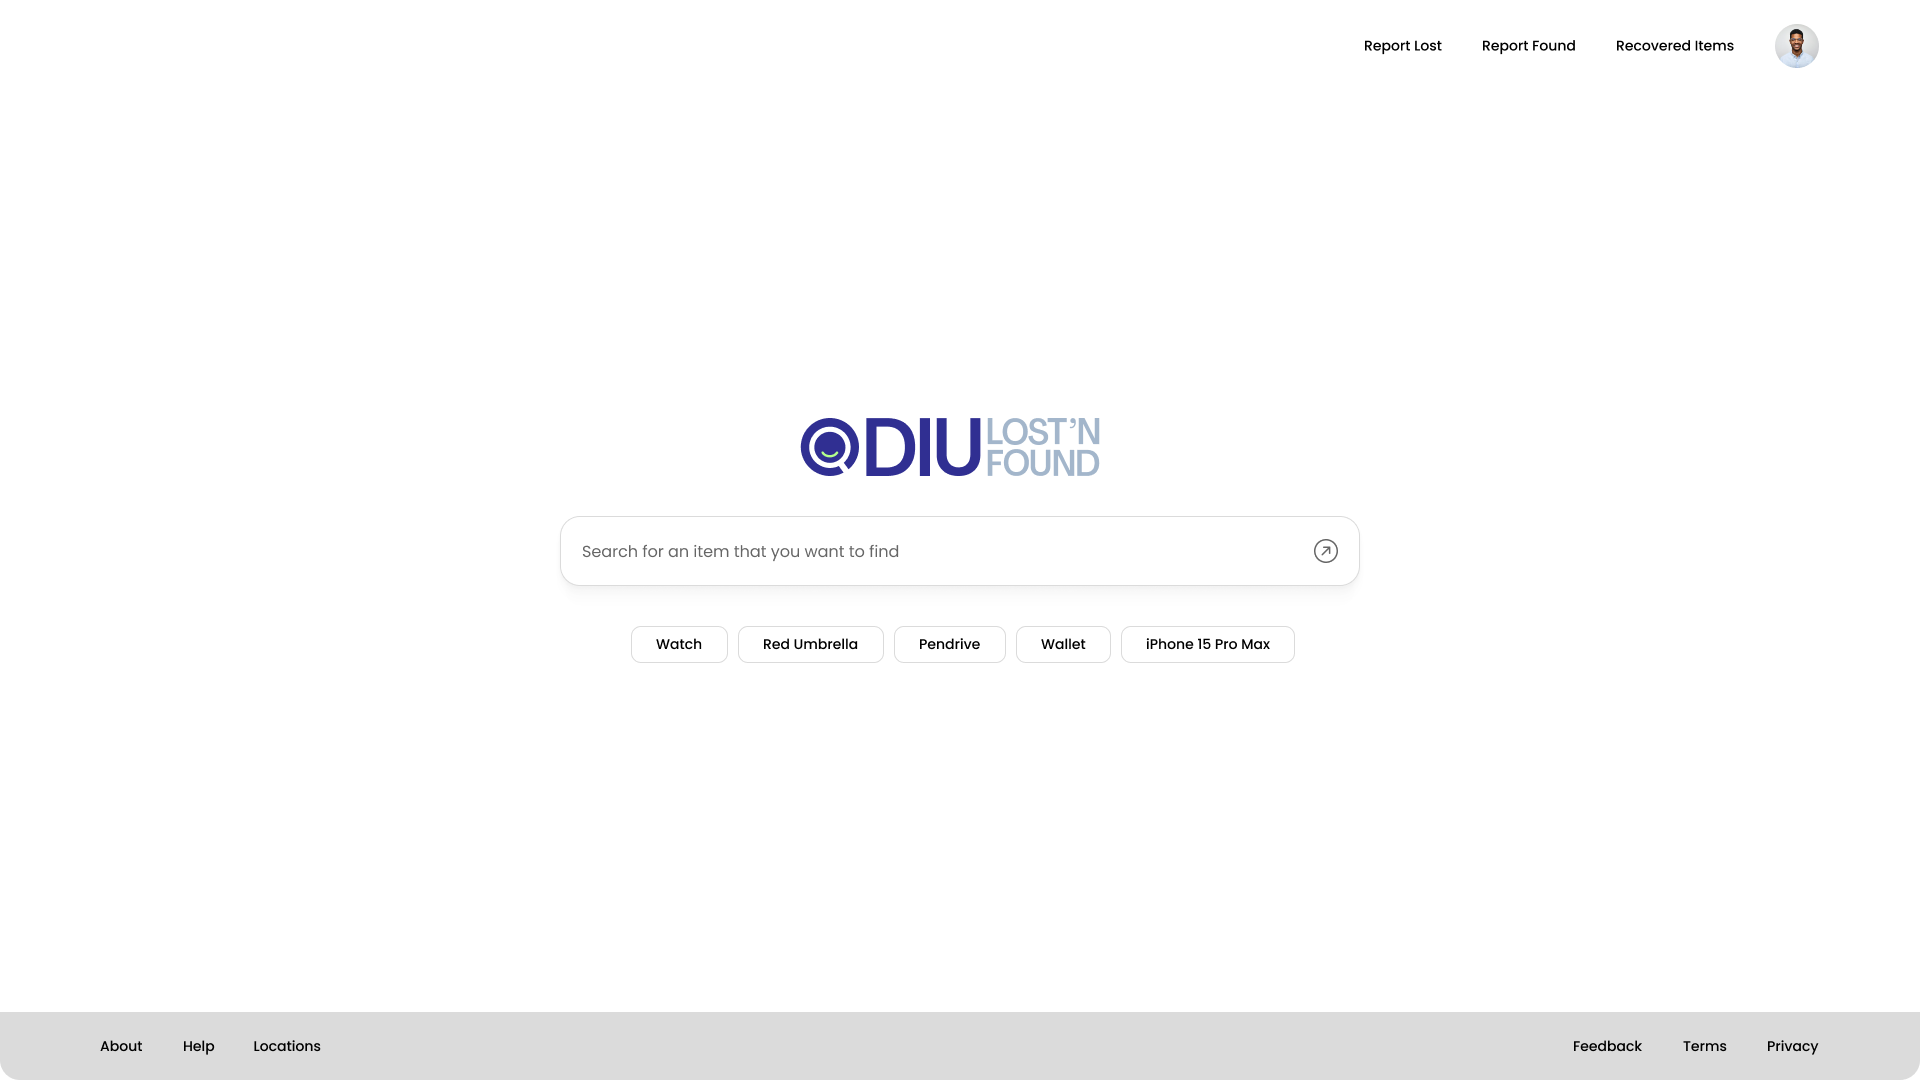 Report Lost
Report Found
Recovered Items
DIU LOST'N
FOUND
Search for an item that you want to find
Watch
Red Umbrella
Pendrive
Wallet
iPhone 15 Pro Max
About
Help
Locations
Feedback
Terms
Privacy